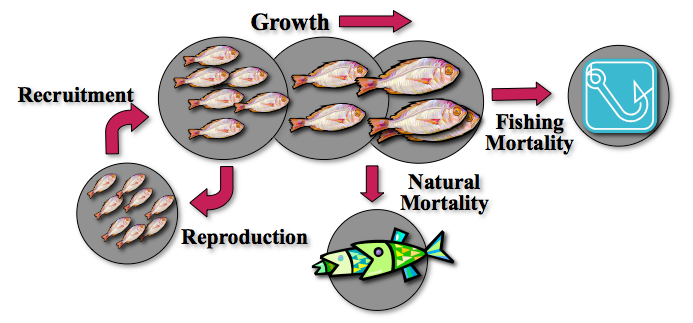 Growth
Recruitment
Fishing
Mortality
Natural
Mortality
Reproduction